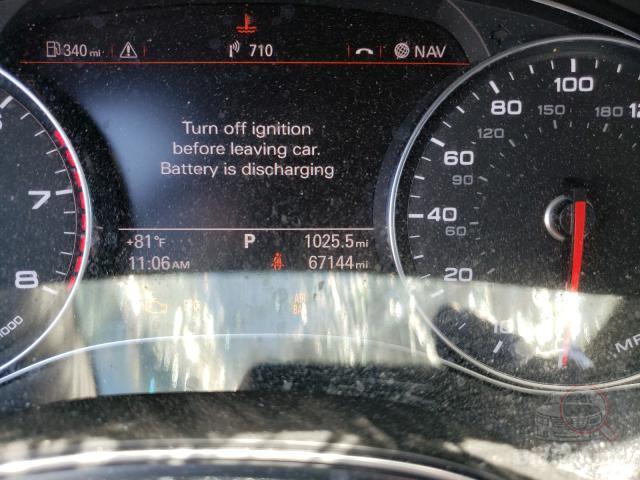 340 mi
710
NAV
Turn off ignition
before leaving car.
Battery is discharging
+81°F P 1025.5 mi
11:06 AM 67144 mi
7
8
1000
20
40
60
80
100
60
90
120
150
180